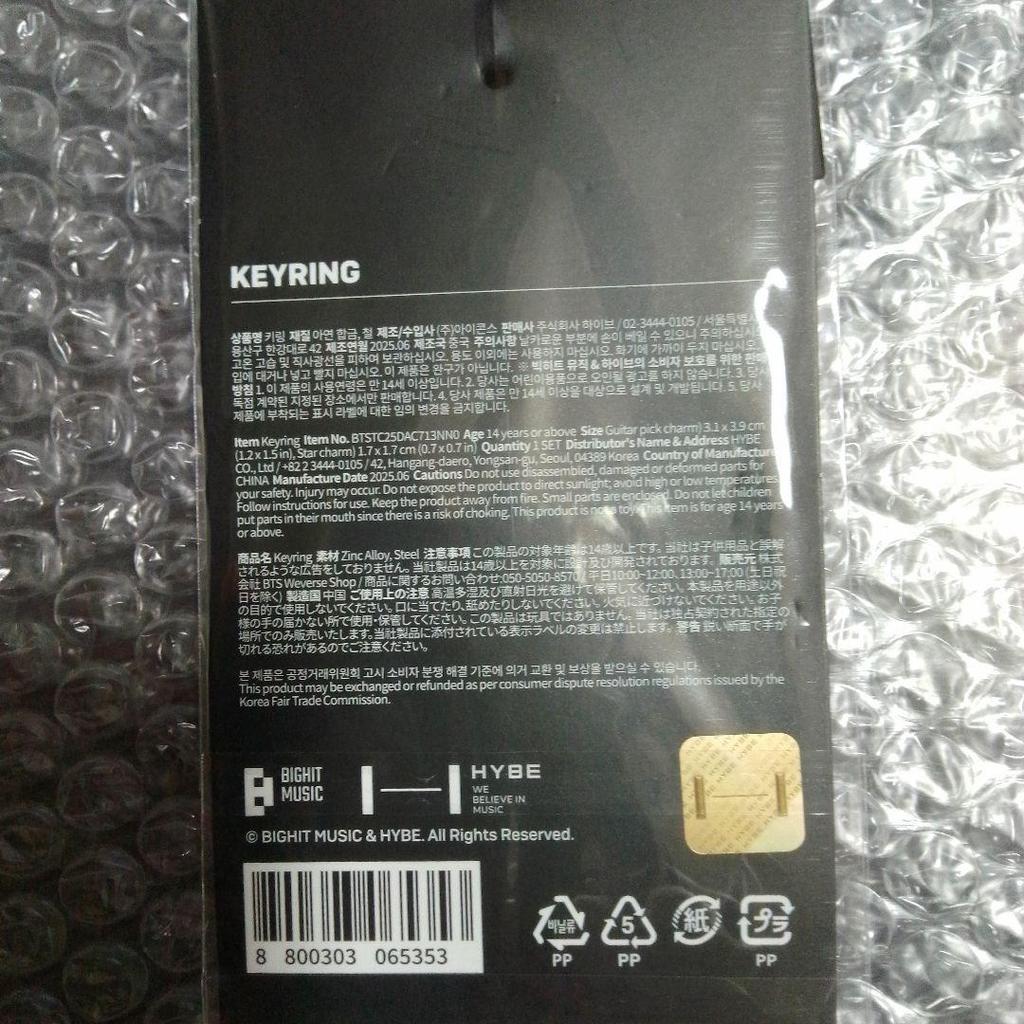 KEYRING
상품명 키링 재질 아연 합금, 철 제조/수입사 (주)아이콘스 판매사 주식회사 하이브 / 02-3444-0105 / 서울특별시
용산구 한강대로 42 제조연월 2025.06 제조국 중국 주의사항 날카로운 부분에 손이 베일 수 있으니 주의하십시오.
고온 고습 및 직사광선을 피하여 보관하십시오. 용도 이외에는 사용하지 마십시오. 화기에 가까이 두지 마십시오.
입에 대거나 넣고 빨지 마십시오. 이 제품은 완구가 아닙니다. ※ 빅히트 뮤직 & 하이브의 소비자 보호를 위한 판매
방침 1. 이 제품의 사용연령은 만 14세 이상입니다. 2. 당사는 어린이용품으로 오인될 광고를 하지 않습니다. 3. 당사
독점 계약된 지정된 장소에서만 판매합니다. 4. 당사 제품은 만 14세 이상을 대상으로 설계 및 개발됩니다. 5. 당사
제품에 부착되는 표시 라벨에 대한 임의 변경을 금지합니다.
Item Keyring Item No. BTSTC25DAC713NN0 Age 14 years or above Size Guitar pick charm) 3.1 x 3.9 cm
(1.2 x 1.5 in), Star charm) 1.7 x 1.7 cm (0.7 x 0.7 in) Quantity 1 SET Distributor's Name & Address HYBE
CO., Ltd / +82 2 3444-0105 / 42, Hangang-daero, Yongsan-gu, Seoul, 04389 Korea Country of Manufacture
CHINA Manufacture Date 2025.06 Cautions Do not use disassembled, damaged or deformed parts for
your safety. Injury may occur. Do not expose the product to direct sunlight; avoid high or low temperatures
Follow instructions for use. Keep the product away from fire. Small parts are enclosed. Do not let children
put parts in their mouth since there is a risk of choking. This product is not a toy. This item is for age 14 years
or above.
商品名 Keyring 素材 Zinc Alloy, Steel 注意事項 この製品の対象年齢は14歳以上です。当社は子供用品と誤解
されるような広告をしておりません。当社製品は14歳以上を対象に設計及び開発されております。販売元 株式
会社 BTS Weverse Shop / 商品に関するお問い合わせ:050-5050-8570 平日10:00~12:00, 13:00~17:00 (土日祝
日を除く) 製造国 中国 ご使用上の注意 高温多湿及び直射日光を避けて保管してください。本製品を用途以外
の目的で使用しないでください。口に当てたり、舐めたりしないでください。火気に近づけないでください。お子
様の手の届かない所で使用・保管してください。この製品は玩具ではありません。当社は独占契約された指定の
場所でのみ販売いたします。当社製品に添付されている表示ラベルの変更は禁止します。警告 鋭い断面で手が
切れる恐れがあるのでご注意ください。
본 제품은 공정거래위원회 고시 소비자 분쟁 해결 기준에 의거 교환 및 보상을 받으실 수 있습니다.
This product may be exchanged or refunded as per consumer dispute resolution regulations issued by the
Korea Fair Trade Commission.
BIGHIT
MUSIC
HYBE
WE
BELIEVE IN
MUSIC
© BIGHIT MUSIC & HYBE. All Rights Reserved.
8 800303 065353
비닐류
PP
5
PP
紙
プラ
PP